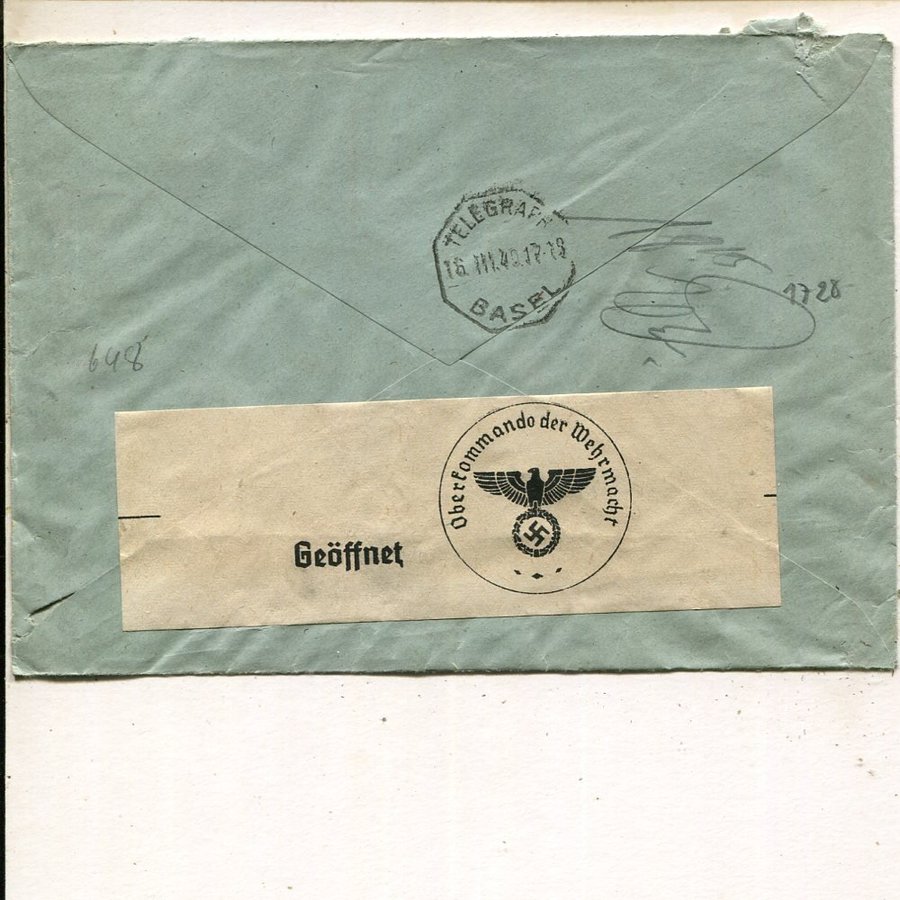 TELEGRAPH
16.III.40.17-18
BASEL
1728
648
Oberkommando der Wehrmacht
Geöffnet